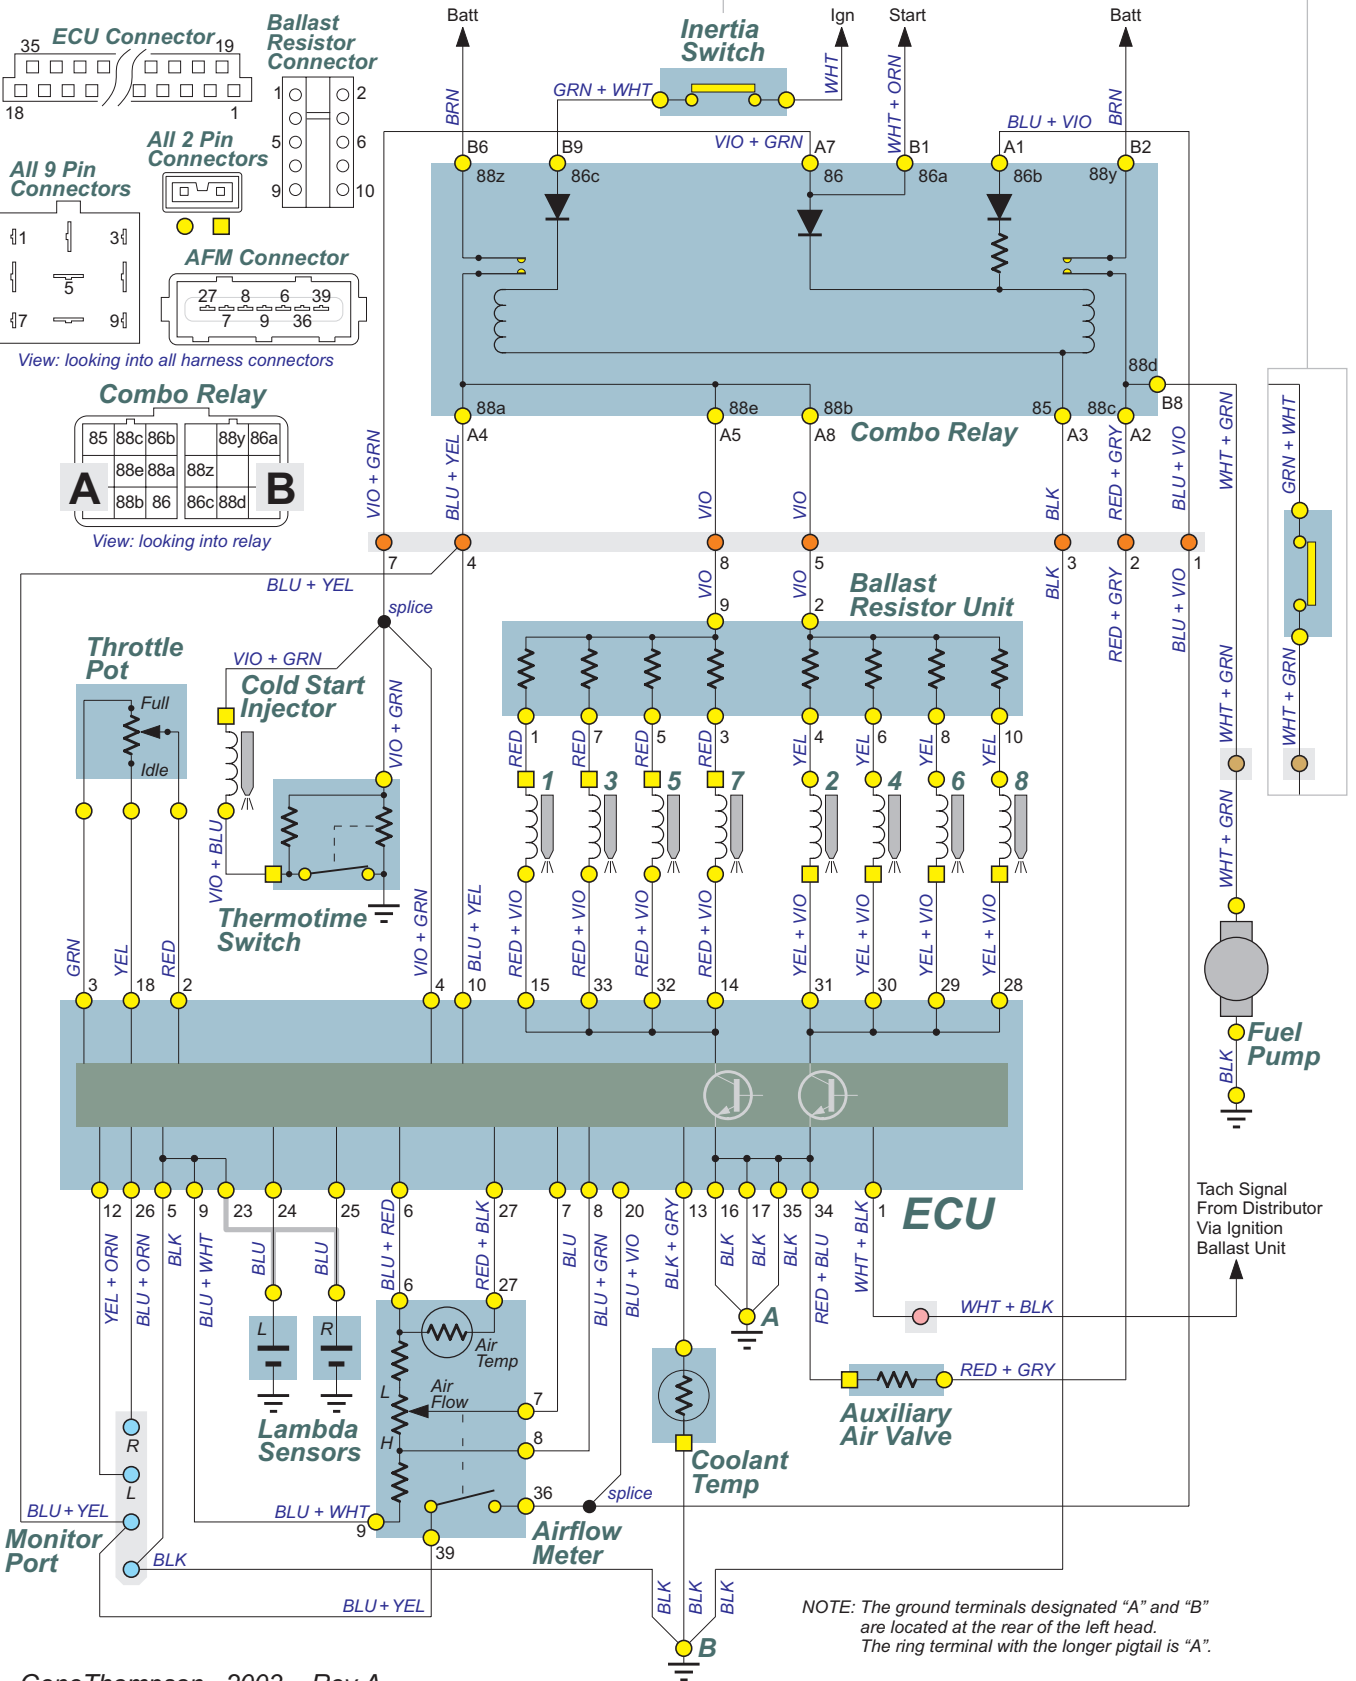 Batt
Ign
Start
Batt
Inertia
Switch
ECU Connector
35
19
18
1
Ballast
Resistor
Connector
1
2
5
6
9
10
All 2 Pin
Connectors
All 9 Pin
Connectors
1
3
5
7
9
AFM Connector
27 8 6 39
7 9 36
View: looking into all harness connectors
Combo Relay
85 88c 86b 88y 86a
88e 88a 88z
88b 86 86c 88d
A
B
View: looking into relay
BRN
GRN + WHT
WHT
WHT + ORN
BRN
VIO + GRN
BLU + VIO
B6
B9
A7
B1
A1
B2
88z
86c
86
86a
86b
88y
88d
B8
88a
88e
88b
85
88c
A4
A5
A8
Combo Relay
A3
A2
VIO + GRN
BLU + YEL
VIO
VIO
BLK
RED + GRY
BLU + VIO
WHT + GRN
GRN + WHT
7
4
8
5
3
2
1
BLU + YEL
VIO
VIO
BLK
RED + GRY
BLU + VIO
splice
9
2
Ballast
Resistor Unit
Throttle
Pot
Full
Idle
VIO + GRN
Cold Start
Injector
VIO + GRN
WHT + GRN
WHT + GRN
RED
1
RED
7
RED
5
RED
3
YEL
4
YEL
6
YEL
8
YEL
10
1
3
5
7
2
4
6
8
VIO + BLU
Thermotime
Switch
WHT + GRN
GRN
YEL
RED
VIO + GRN
BLU + YEL
RED + VIO
RED + VIO
RED + VIO
RED + VIO
YEL + VIO
YEL + VIO
YEL + VIO
YEL + VIO
3
18
2
4
10
15
33
32
14
31
30
29
28
Fuel
Pump
BLK
ECU
12
26
5
9
23
24
25
6
27
7
8
20
13
16
17
35
34
1
YEL + ORN
BLU + ORN
BLK
BLU + WHT
BLU
BLU
BLU + RED
RED + BLK
BLU
BLU + GRN
BLU + VIO
BLK + GRY
BLK
BLK
BLK
RED + BLU
WHT + BLK
Tach Signal
From Distributor
Via Ignition
Ballast Unit
WHT + BLK
A
6
27
L
R
Lambda
Sensors
Air
Temp
Air
Flow
L
H
7
8
36
9
39
Airflow
Meter
splice
Coolant
Temp
RED + GRY
Auxiliary
Air Valve
R
L
BLU + YEL
Monitor
Port
BLK
BLU + WHT
BLU + YEL
BLK
BLK
BLK
B
NOTE: The ground terminals designated “A” and “B”
are located at the rear of the left head.
The ring terminal with the longer pigtail is “A”.